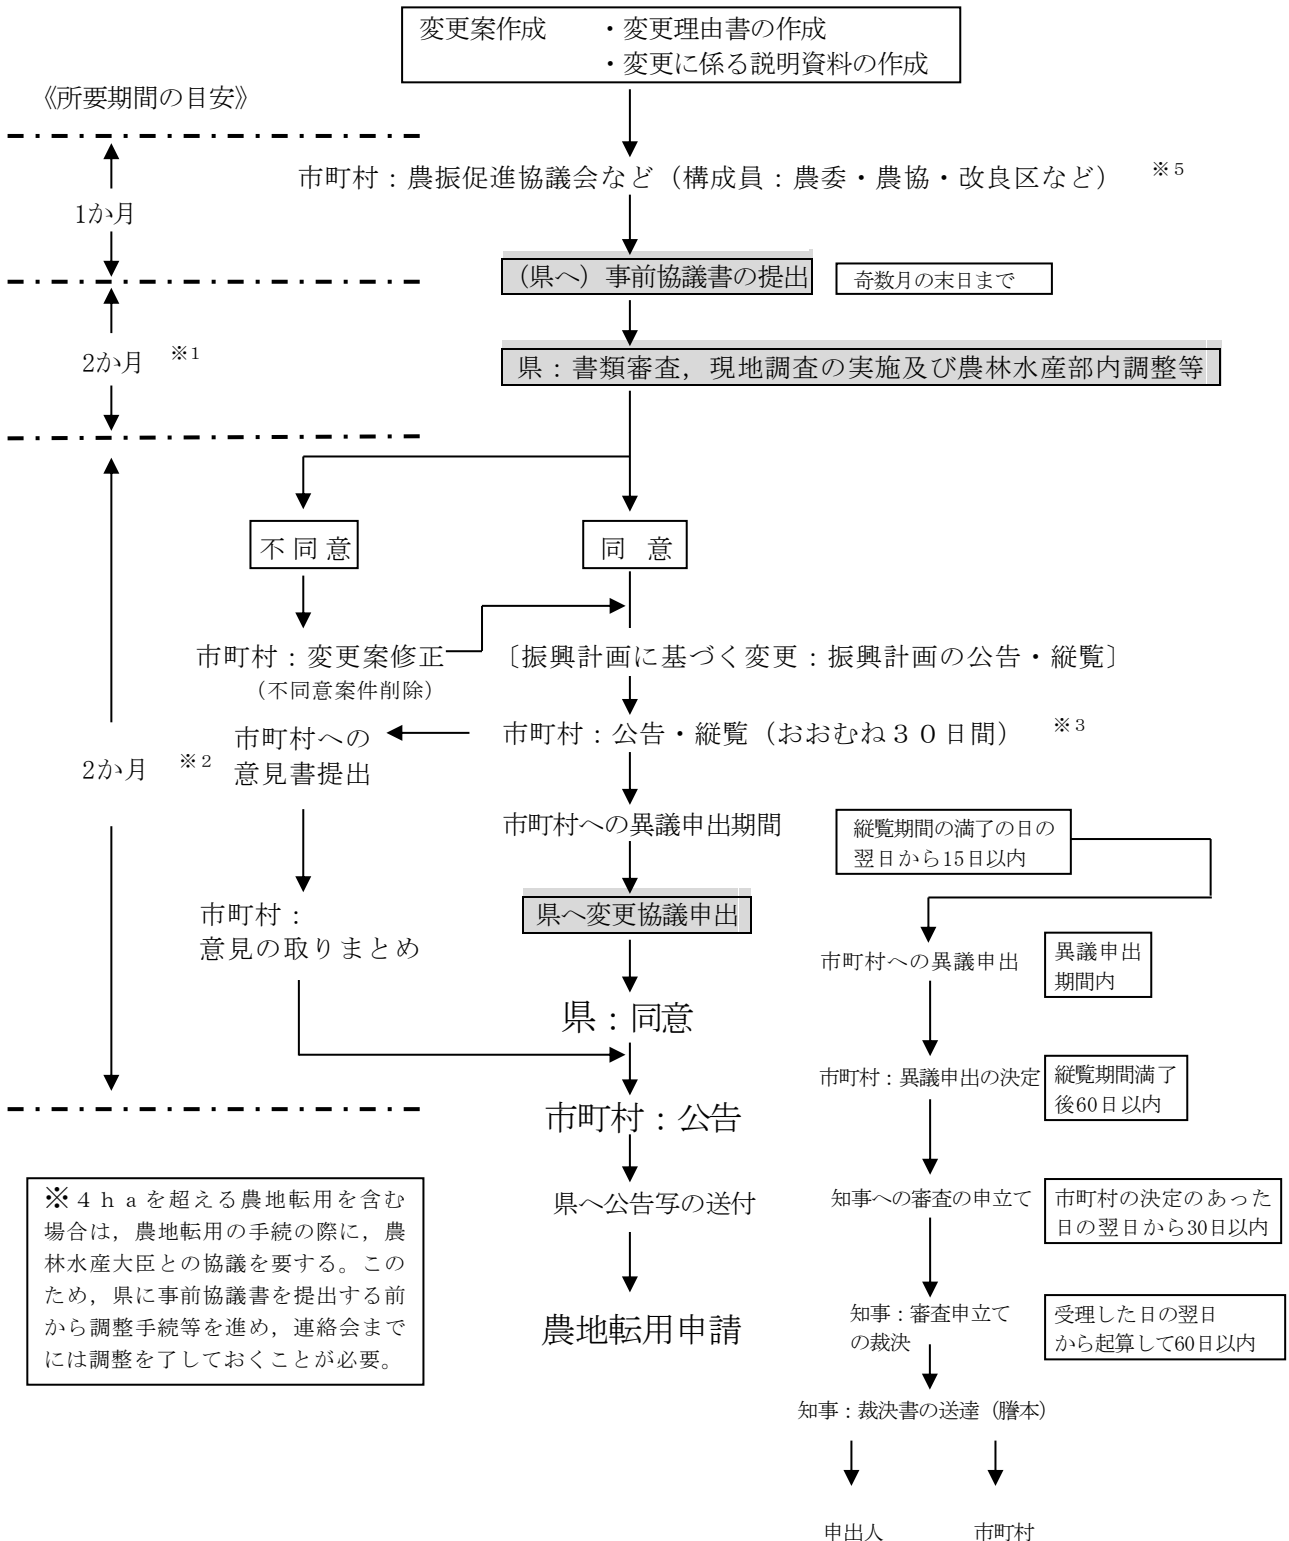 変更案作成　　・変更理由書の作成
・変更に係る説明資料の作成
《所要期間の目安》
市町村：農振促進協議会など（構成員：農委・農協・改良区など）　※５
1か月
（県へ）事前協議書の提出
奇数月の末日まで
2か月　※１
県：書類審査，現地調査の実施及び農林水産部内調整等
不同意
同　意
市町村：変更案修正
（不同意案件削除）
〔振興計画に基づく変更：振興計画の公告・縦覧〕
市町村：公告・縦覧（おおむね３０日間）　※３
市町村への
意見書提出
2か月　※２
市町村への異議申出期間
縦覧期間の満了の日の
翌日から15日以内
県へ変更協議申出
市町村：
意見の取りまとめ
市町村への異議申出
異議申出
期間内
県：同意
市町村：異議申出の決定
縦覧期間満了
後60日以内
市町村：公告
※４ｈａを超える農地転用を含む
場合は，農地転用の手続の際に，農
林水産大臣との協議を要する。この
ため，県に事前協議書を提出する前
から調整手続等を進め，連絡会まで
には調整を了しておくことが必要。
県へ公告写の送付
知事への審査の申立て
市町村の決定のあった
日の翌日から30日以内
農地転用申請
知事：審査申立て
の裁決
受理した日の翌日
から起算して60日以内
知事：裁決書の送達（謄本）
申出人
市町村